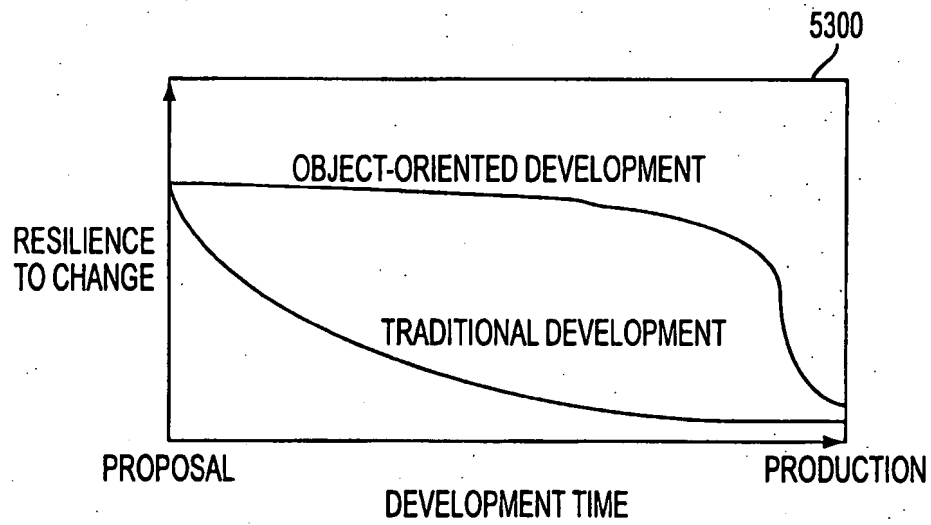 5300
OBJECT-ORIENTED DEVELOPMENT
RESILIENCE
TO CHANGE
TRADITIONAL DEVELOPMENT
PROPOSAL
PRODUCTION
DEVELOPMENT TIME